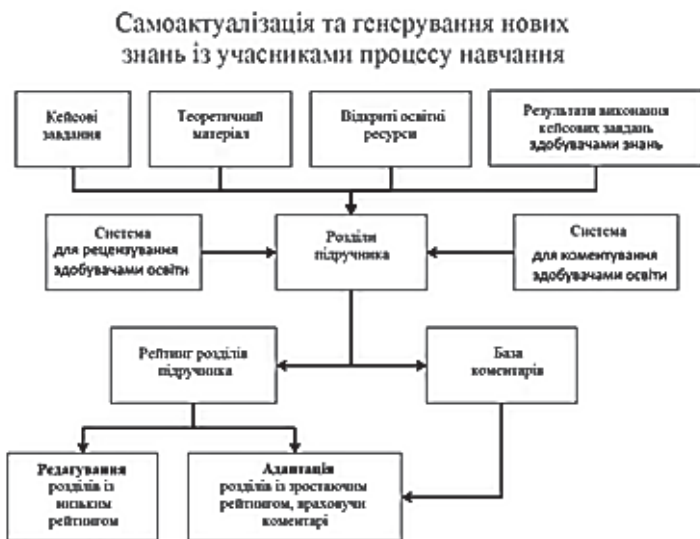 Самоактуалізація та генерування нових
знань із учасниками процесу навчання
Кейсові
завдання
Теоретичний
матеріал
Відкриті освітні
ресурси
Результати виконання
кейсових завдань
здобувачами знань
Система
для рецензування
здобувачами освіти
Розділи
підручника
Система
для коментування
здобувачами освіти
Рейтинг розділів
підручника
База
коментарів
Редагування
розділів із
низьким
рейтингом
Адаптація
розділів із зростаючим
рейтингом, враховучи
коментарі